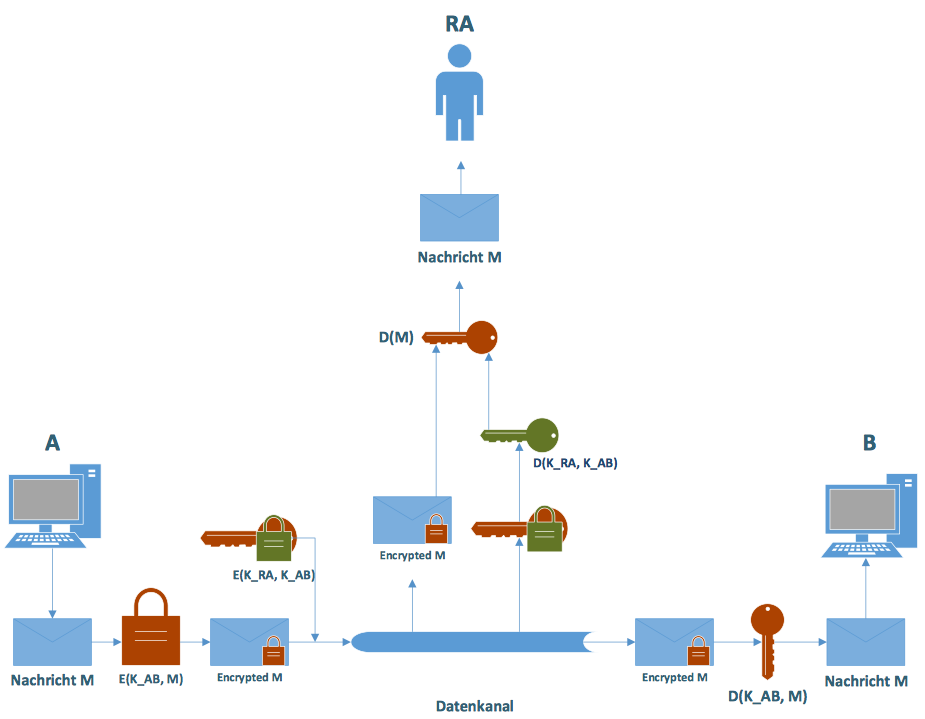 RA
Nachricht M
D(M)
A
B
D(K_RA, K_AB)
Encrypted M
E(K_RA, K_AB)
Nachricht M
E(K_AB, M)
Encrypted M
Encrypted M
D(K_AB, M)
Nachricht M
Datenkanal